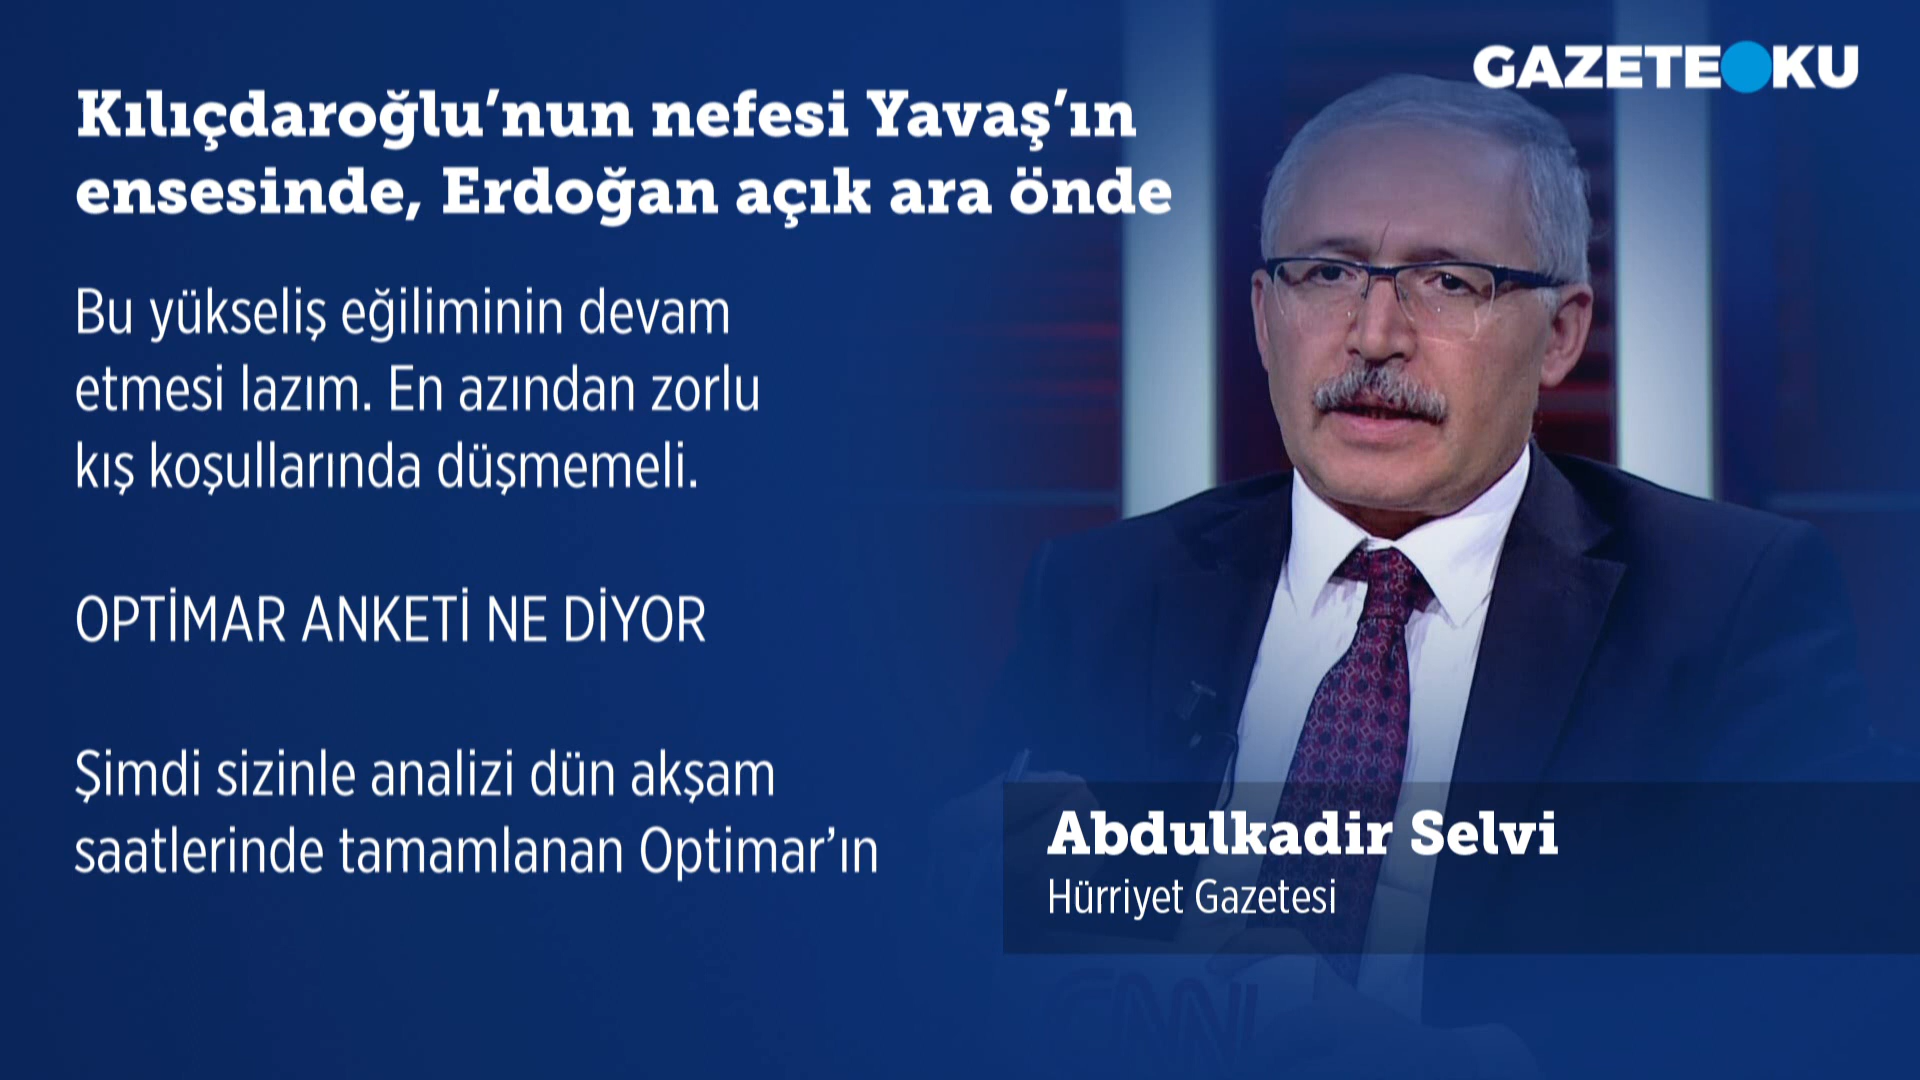 GAZETEOKU
Kılıçdaroğlu’nun nefesi Yavaş’ın
ensesinde, Erdoğan açık ara önde
Bu yükseliş eğiliminin devam
etmesi lazım. En azından zorlu
kış koşullarında düşmemeli.
OPTİMAR ANKETİ NE DİYOR
Şimdi sizinle analizi dün akşam
saatlerinde tamamlanan Optimar’ın
Abdulkadir Selvi
Hürriyet Gazetesi
CNN